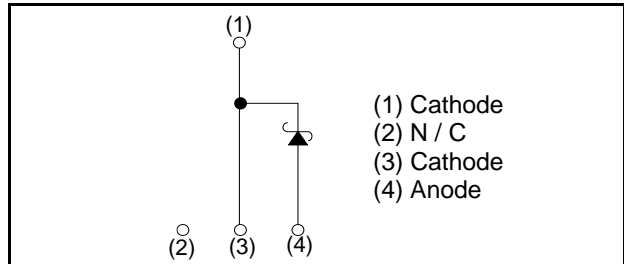 (1)
(1) Cathode
(2) N / C
(3) Cathode
(4) Anode
(2) (3) (4)